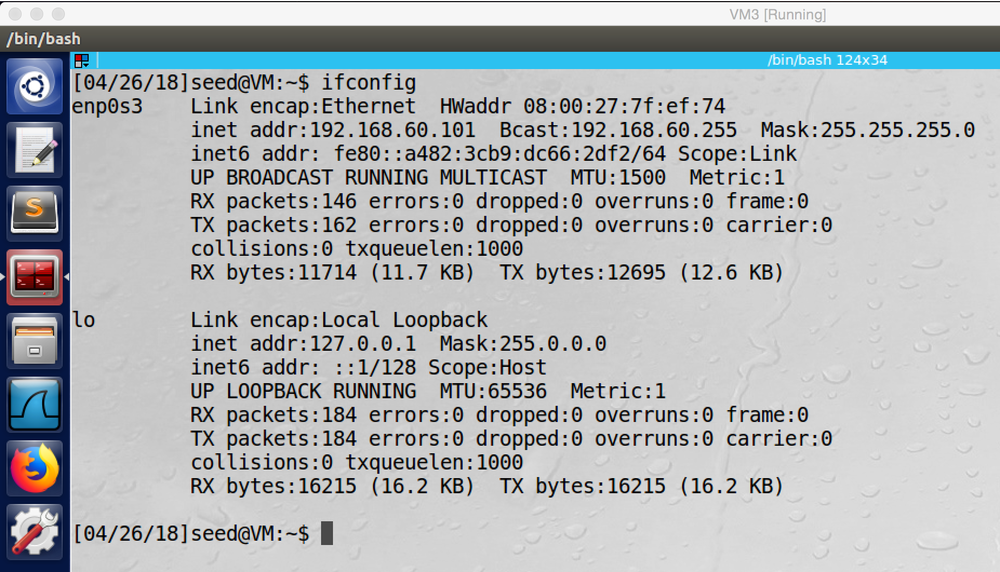 VM3 [Running]
/bin/bash
/bin/bash 124x34
[04/26/18]seed@VM:~$ ifconfig
enp0s3    Link encap:Ethernet  HWaddr 08:00:27:7f:ef:74
          inet addr:192.168.60.101  Bcast:192.168.60.255  Mask:255.255.255.0
          inet6 addr: fe80::a482:3cb9:dc66:2df2/64 Scope:Link
          UP BROADCAST RUNNING MULTICAST  MTU:1500  Metric:1
          RX packets:146 errors:0 dropped:0 overruns:0 frame:0
          TX packets:162 errors:0 dropped:0 overruns:0 carrier:0
          collisions:0 txqueuelen:1000
          RX bytes:11714 (11.7 KB)  TX bytes:12695 (12.6 KB)

lo        Link encap:Local Loopback
          inet addr:127.0.0.1  Mask:255.0.0.0
          inet6 addr: ::1/128 Scope:Host
          UP LOOPBACK RUNNING  MTU:65536  Metric:1
          RX packets:184 errors:0 dropped:0 overruns:0 frame:0
          TX packets:184 errors:0 dropped:0 overruns:0 carrier:0
          collisions:0 txqueuelen:1000
          RX bytes:16215 (16.2 KB)  TX bytes:16215 (16.2 KB)

[04/26/18]seed@VM:~$